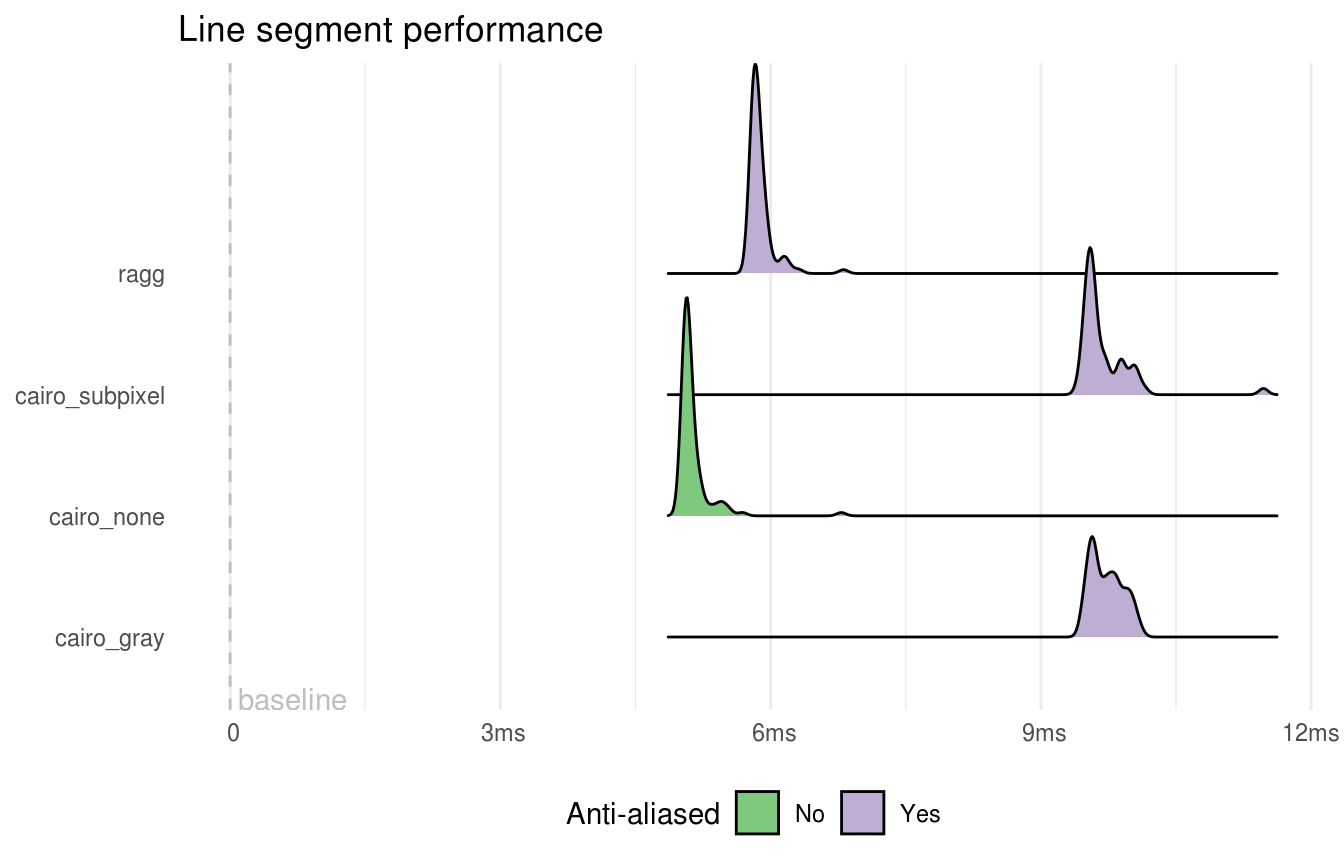 Line segment performance
ragg
cairo_subpixel
cairo_none
cairo_gray
baseline
0 3ms 6ms 9ms 12ms
Anti-aliased No Yes